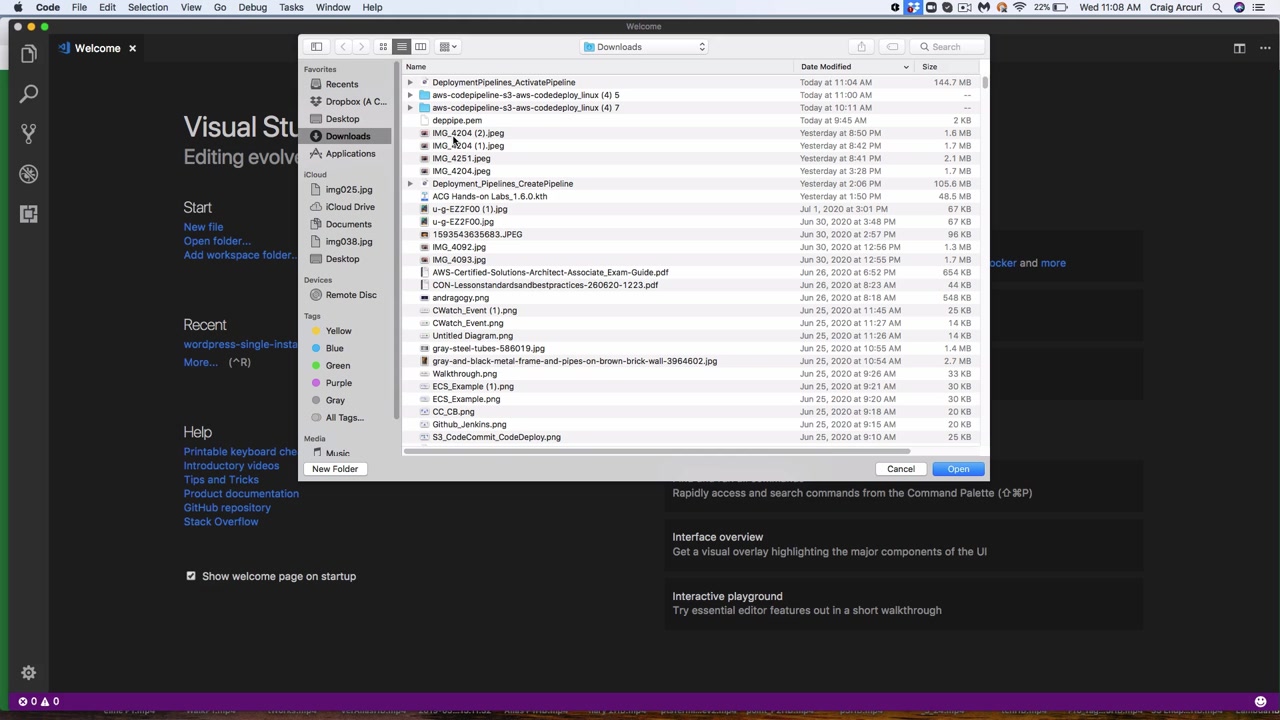 Code File Edit Selection View Go Debug Tasks Window Help 22% Wed 11:08 AM Craig Arcuri
Welcome
Welcome
Downloads
Search
Name Date Modified Size
Favorites
Recents
Dropbox (A C...
Desktop
Downloads
Applications
iCloud
img025.jpg
iCloud Drive
Documents
img038.jpg
Desktop
Devices
Remote Disc
Tags
Yellow
Blue
Green
Purple
Gray
All Tags...
Media
Music
DeploymentPipelines_ActivatePipeline Today at 11:04 AM 144.7 MB
aws-codepipeline-s3-aws-codedeploy_linux (4) 5 Today at 11:00 AM --
aws-codepipeline-s3-aws-codedeploy_linux (4) 7 Today at 10:11 AM --
deppipe.pem Today at 9:45 AM 2 KB
IMG_4204 (2).jpeg Yesterday at 8:50 PM 1.6 MB
IMG_4204 (1).jpeg Yesterday at 8:42 PM 1.7 MB
IMG_4251.jpeg Yesterday at 8:41 PM 2.1 MB
IMG_4204.jpeg Yesterday at 3:28 PM 1.7 MB
Deployment_Pipelines_CreatePipeline Yesterday at 2:06 PM 105.6 MB
ACG Hands-on Labs_1.6.0.kth Yesterday at 1:50 PM 48.5 MB
u-g-EZ2F00 (1).jpg Jul 1, 2020 at 3:01 PM 67 KB
u-g-EZ2F00.jpg Jun 30, 2020 at 3:48 PM 67 KB
1593543635683.JPEG Jun 30, 2020 at 2:57 PM 96 KB
IMG_4092.jpg Jun 30, 2020 at 12:56 PM 1.3 MB
IMG_4093.jpg Jun 30, 2020 at 12:55 PM 1.7 MB
AWS-Certified-Solutions-Architect-Associate_Exam-Guide.pdf Jun 26, 2020 at 6:52 PM 654 KB
CON-Lessonstandardsandbestpractices-260620-1223.pdf Jun 26, 2020 at 8:23 AM 44 KB
andragogy.png Jun 26, 2020 at 8:18 AM 548 KB
CWatch_Event (1).png Jun 25, 2020 at 11:45 AM 25 KB
CWatch_Event.png Jun 25, 2020 at 11:27 AM 14 KB
Untitled Diagram.png Jun 25, 2020 at 11:26 AM 14 KB
gray-steel-tubes-586019.jpg Jun 25, 2020 at 10:55 AM 1.4 MB
gray-and-black-metal-frame-and-pipes-on-brown-brick-wall-3964602.jpg Jun 25, 2020 at 10:54 AM 2.7 MB
Walkthrough.png Jun 25, 2020 at 9:26 AM 33 KB
ECS_Example (1).png Jun 25, 2020 at 9:21 AM 30 KB
ECS_Example.png Jun 25, 2020 at 9:20 AM 30 KB
CC_CB.png Jun 25, 2020 at 9:18 AM 20 KB
Github_Jenkins.png Jun 25, 2020 at 9:15 AM 20 KB
S3_CodeCommit_CodeDeploy.png Jun 25, 2020 at 9:10 AM 25 KB
New Folder Cancel Open
Visual Stu
Editing evolve
Start
New file
Open folder...
Add workspace folder..
Recent
wordpress-single-insta
More... (^R)
Help
Printable keyboard che
Introductory videos
Tips and Tricks
Product documentation
GitHub repository
Stack Overflow
Show welcome page on startup
ocker and more
Rapidly access and search commands from the Command Palette (⇧⌘P)
Interface overview
Get a visual overlay highlighting the major components of the UI
Interactive playground
Try essential editor features out in a short walkthrough
0 0